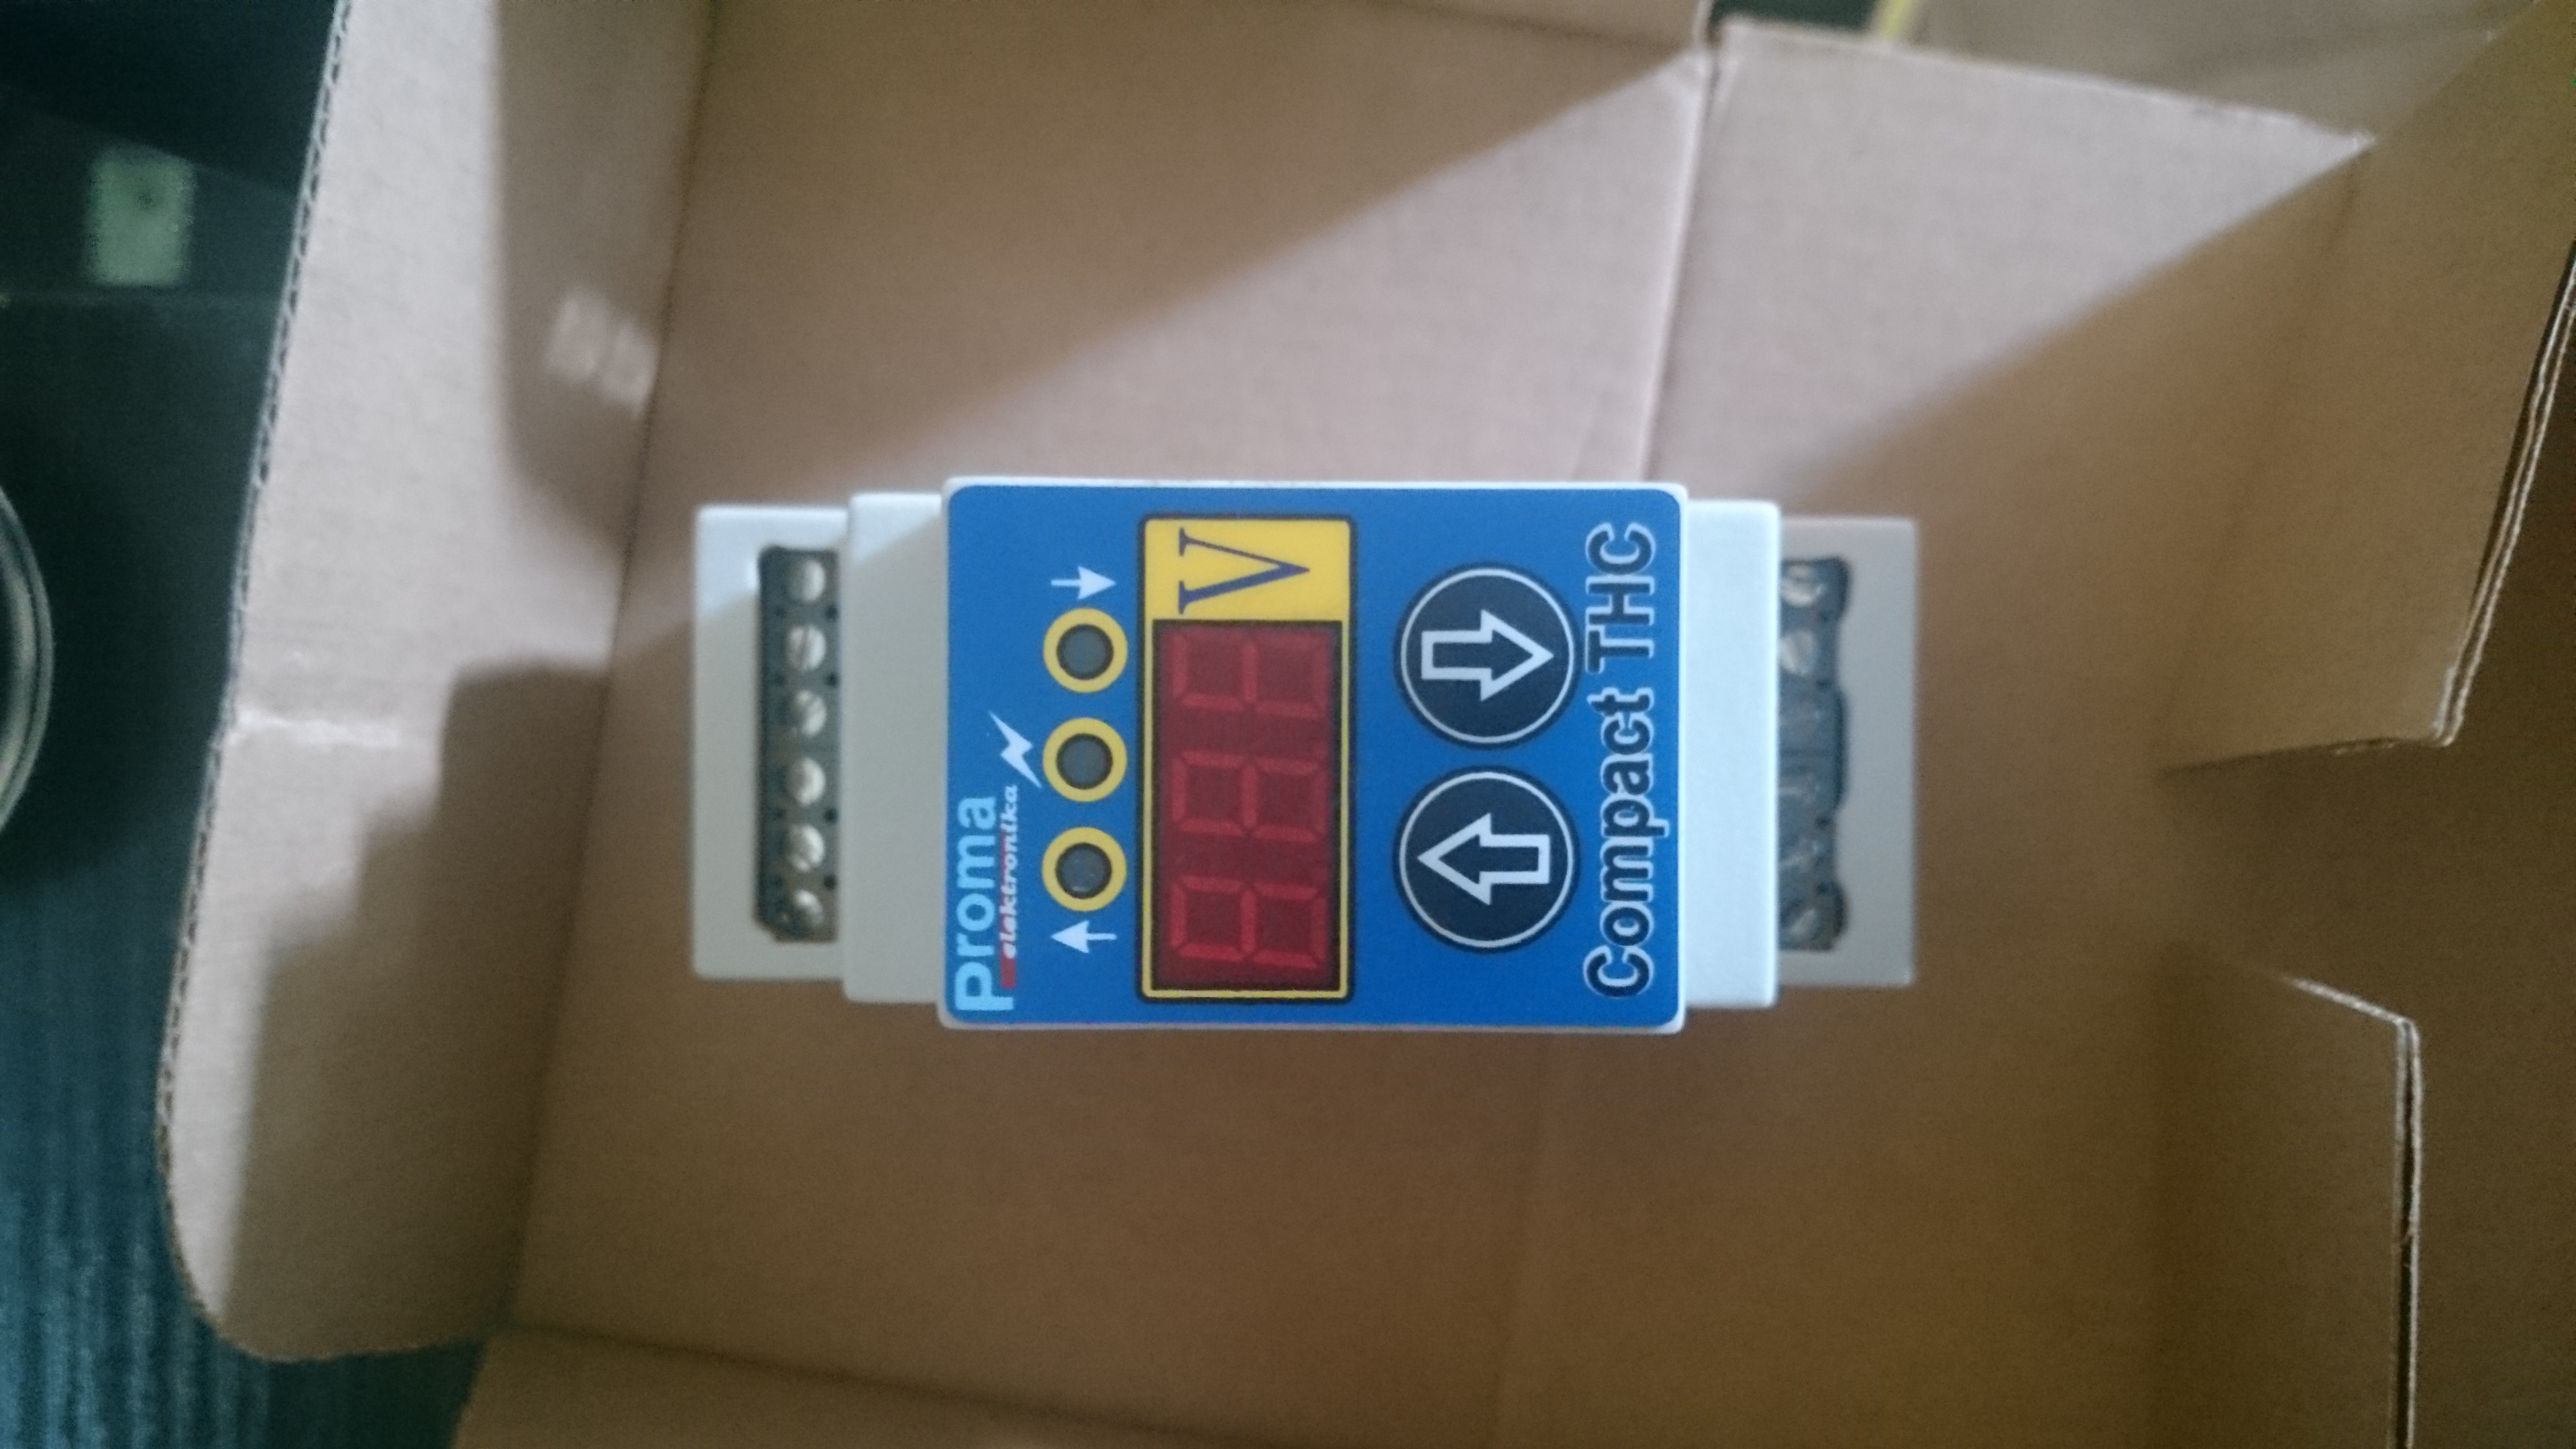 Proma
elektronika
V
Compact THC